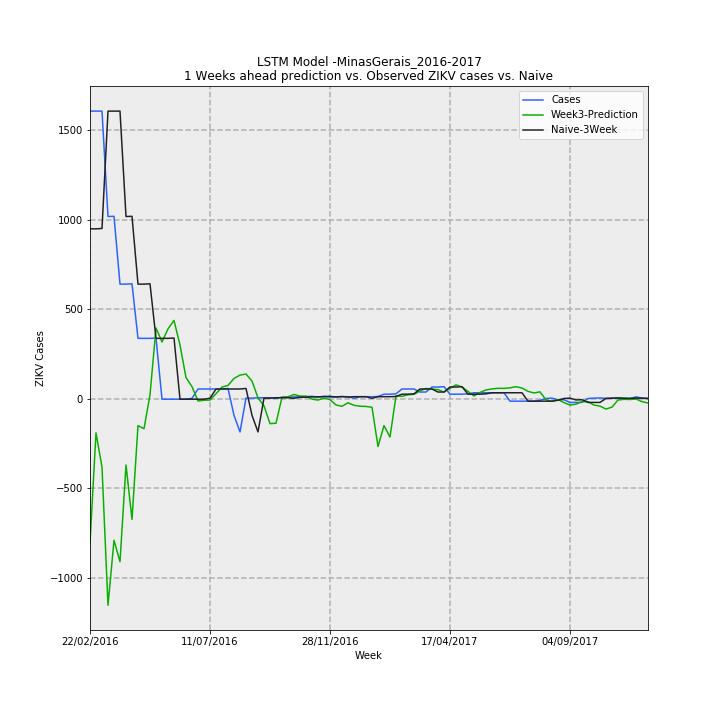 LSTM Model -MinasGerais_2016-2017
1 Weeks ahead prediction vs. Observed ZIKV cases vs. Naive
Cases
Week3-Prediction
Naive-3Week
1500
1000
500
0
−500
−1000
ZIKV Cases
22/02/2016
11/07/2016
28/11/2016
17/04/2017
04/09/2017
Week